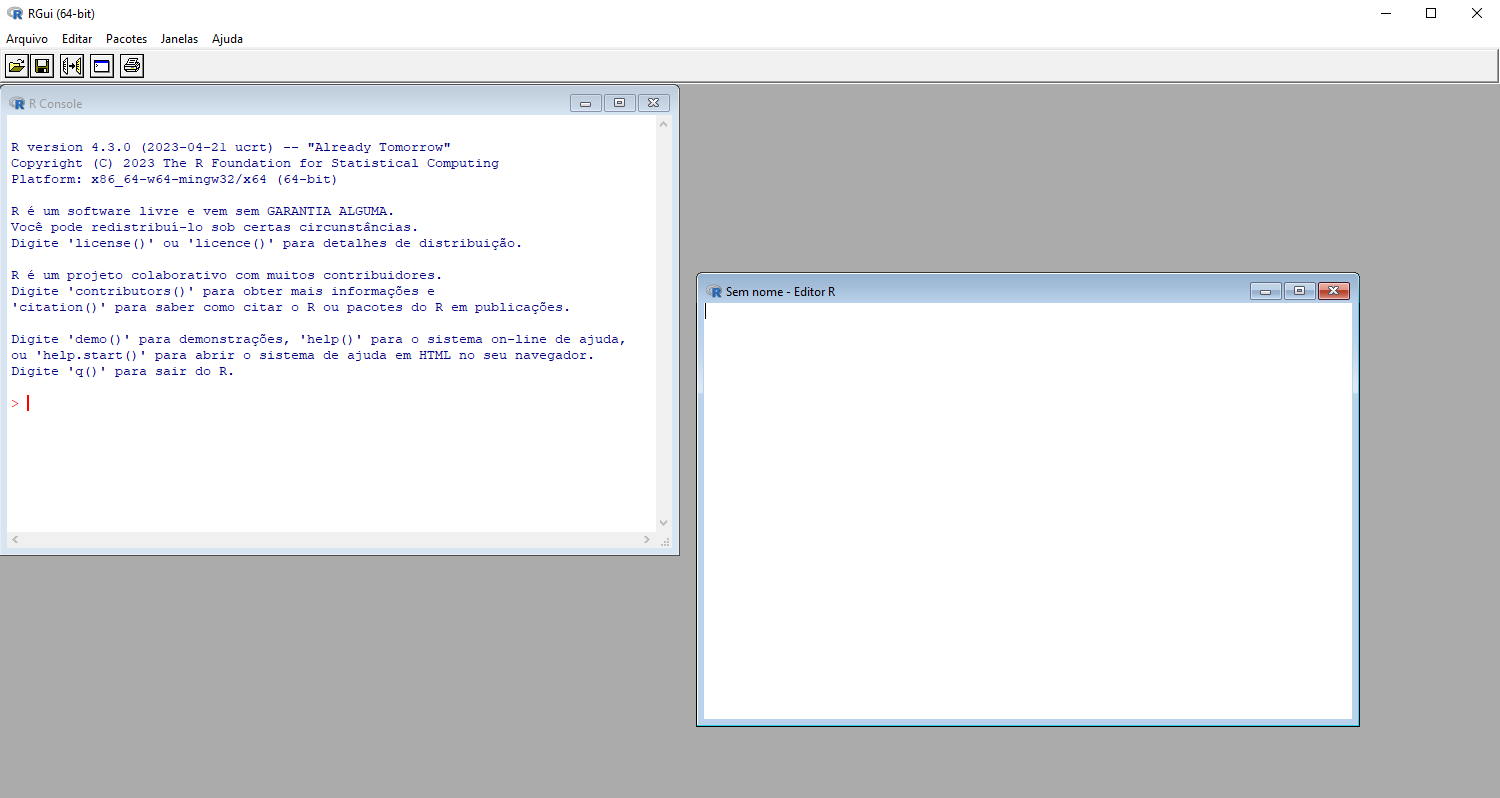 RGui (64-bit)
Arquivo Editar Pacotes Janelas Ajuda
R Console
R version 4.3.0 (2023-04-21 ucrt) -- "Already Tomorrow"
Copyright (C) 2023 The R Foundation for Statistical Computing
Platform: x86_64-w64-mingw32/x64 (64-bit)
R é um software livre e vem sem GARANTIA ALGUMA.
Você pode redistribuí-lo sob certas circunstâncias.
Digite 'license()' ou 'licence()' para detalhes de distribuição.
R é um projeto colaborativo com muitos contribuidores.
Digite 'contributors()' para obter mais informações e
'citation()' para saber como citar o R ou pacotes do R em publicações.
Digite 'demo()' para demonstrações, 'help()' para o sistema on-line de ajuda,
ou 'help.start()' para abrir o sistema de ajuda em HTML no seu navegador.
Digite 'q()' para sair do R.
>
Sem nome - Editor R